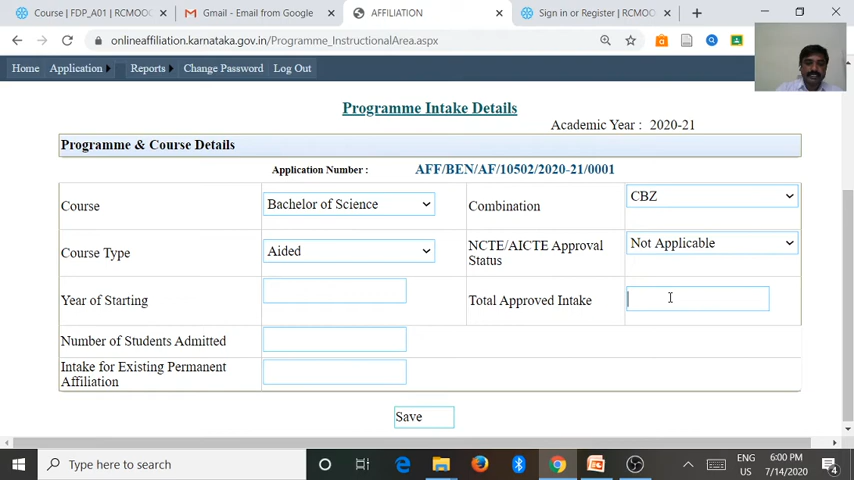 Course | FDP_A01 | RCMOO
Gmail - Email from Google
AFFILIATION
Sign in or Register | RCMOO
onlineaffiliation.karnataka.gov.in/Programme_InstructionalArea.aspx
Home Application Reports Change Password Log Out
Programme Intake Details
Academic Year : 2020-21
Programme & Course Details
Application Number : AFF/BEN/AF/10502/2020-21/0001
Course Bachelor of Science Combination CBZ
Course Type Aided NCTE/AICTE Approval Status Not Applicable
Year of Starting Total Approved Intake
Number of Students Admitted
Intake for Existing Permanent
Affiliation
Save
Type here to search
ENG
US
6:00 PM
7/14/2020
4